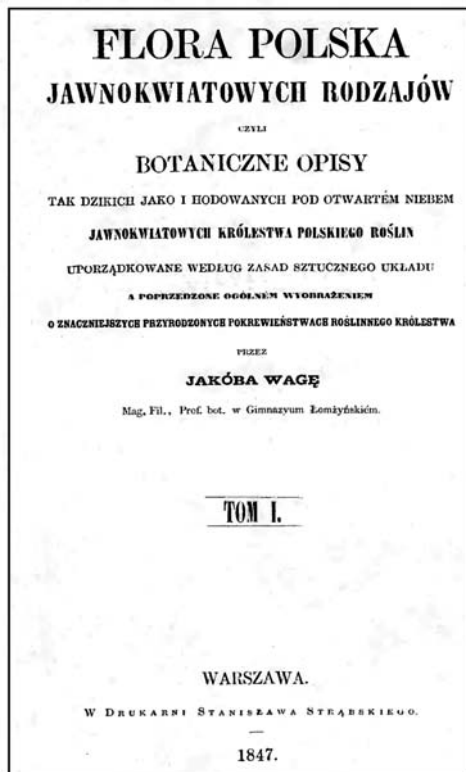 FLORA POLSKA
JAWNOKWIATOWYCH RODZAJÓW
CZYLI
BOTANICZNE OPISY
TAK DZIKICH JAKO I HODOWANYCH POD OTWARTÉM NIEBEM
JAWNOKWIATOWYCH KRÓLESTWA POLSKIEGO ROŚLIN
UPORZĄDKOWANE WEDŁUG ZASAD SZTUCZNEGO UKŁADU
A POPRZEDZONE OGÓLNÉM WYOBRAŻENIEM
O ZNACZNIEJSZYCH PRZYRODZONYCH POKREWIEŃSTWACH ROŚLINNEGO KRÓLESTWA
PRZEZ
JAKÓBA WAGĘ
Mag. Fil., Prof. bot. w Gimnazyum Łomżyńskiém.
TOM I.
WARSZAWA.
W DRUKARNI STANISŁAWA STRĄBSKIEGO.
1847.